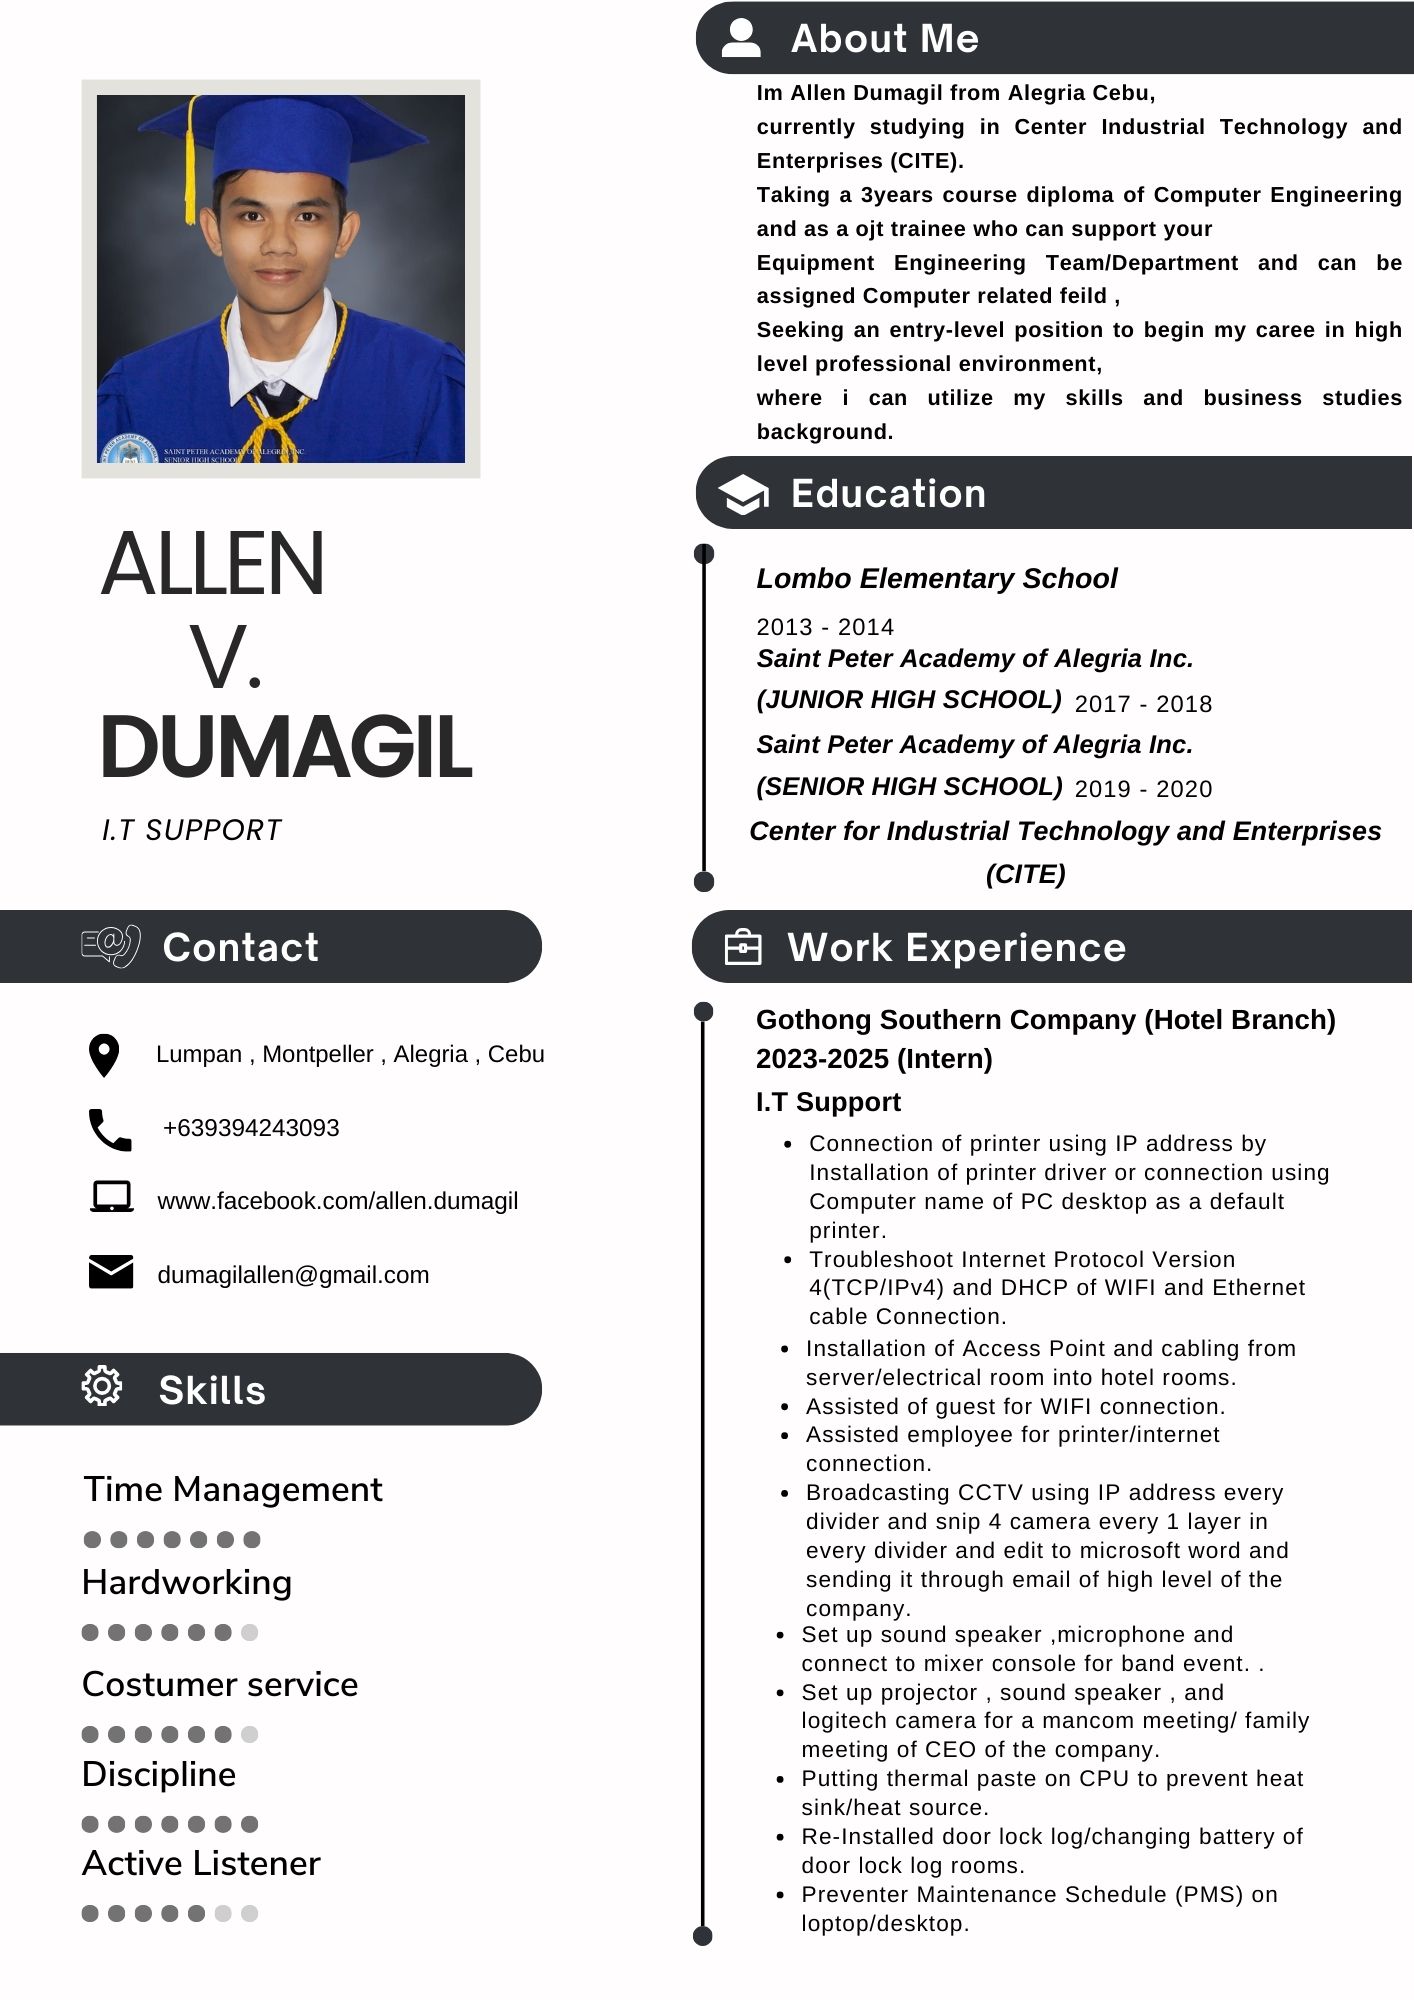 SAINT PETER ACADEMY OF ALEGRIA, INC.
SENIOR HIGH SCHOOL
ALLEN
V.
DUMAGIL
I.T SUPPORT
Contact
Lumpan , Montpeller , Alegria , Cebu
+639394243093
www.facebook.com/allen.dumagil
dumagilallen@gmail.com
Skills
Time Management
Hardworking
Costumer service
Discipline
Active Listener
About Me
Im Allen Dumagil from Alegria Cebu,
currently studying in Center Industrial Technology and
Enterprises (CITE).
Taking a 3years course diploma of Computer Engineering
and as a ojt trainee who can support your
Equipment Engineering Team/Department and can be
assigned Computer related feild ,
Seeking an entry-level position to begin my caree in high
level professional environment,
where i can utilize my skills and business studies
background.
Education
Lombo Elementary School
2013 - 2014
Saint Peter Academy of Alegria Inc.
(JUNIOR HIGH SCHOOL) 2017 - 2018
Saint Peter Academy of Alegria Inc.
(SENIOR HIGH SCHOOL) 2019 - 2020
Center for Industrial Technology and Enterprises
(CITE)
Work Experience
Gothong Southern Company (Hotel Branch)
2023-2025 (Intern)
I.T Support
• Connection of printer using IP address by
Installation of printer driver or connection using
Computer name of PC desktop as a default
printer.
• Troubleshoot Internet Protocol Version
4(TCP/IPv4) and DHCP of WIFI and Ethernet
cable Connection.
• Installation of Access Point and cabling from
server/electrical room into hotel rooms.
• Assisted of guest for WIFI connection.
• Assisted employee for printer/internet
connection.
• Broadcasting CCTV using IP address every
divider and snip 4 camera every 1 layer in
every divider and edit to microsoft word and
sending it through email of high level of the
company.
• Set up sound speaker ,microphone and
connect to mixer console for band event. .
• Set up projector , sound speaker , and
logitech camera for a mancom meeting/ family
meeting of CEO of the company.
• Putting thermal paste on CPU to prevent heat
sink/heat source.
• Re-Installed door lock log/changing battery of
door lock log rooms.
• Preventer Maintenance Schedule (PMS) on
loptop/desktop.